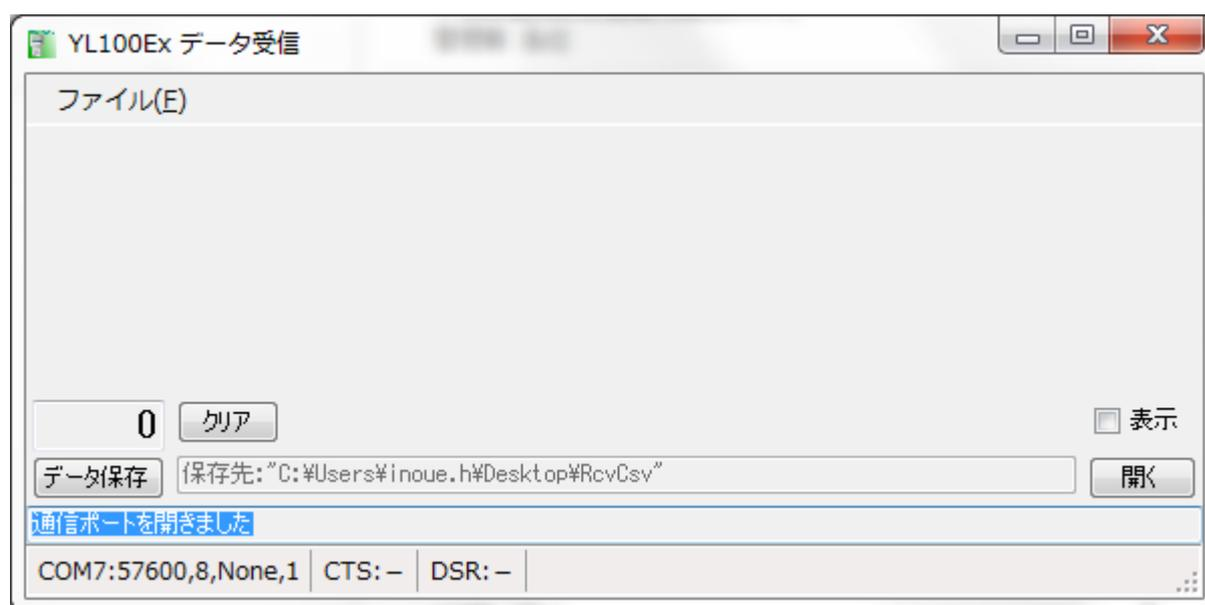 YL100Ex データ受信
ファイル(F)
0 クリア 表示
データ保存 保存先:"C:¥Users¥inoue.h¥Desktop¥RcvCsv" 開く
通信ポートを開きました
COM7:57600,8,None,1 CTS:– DSR:–